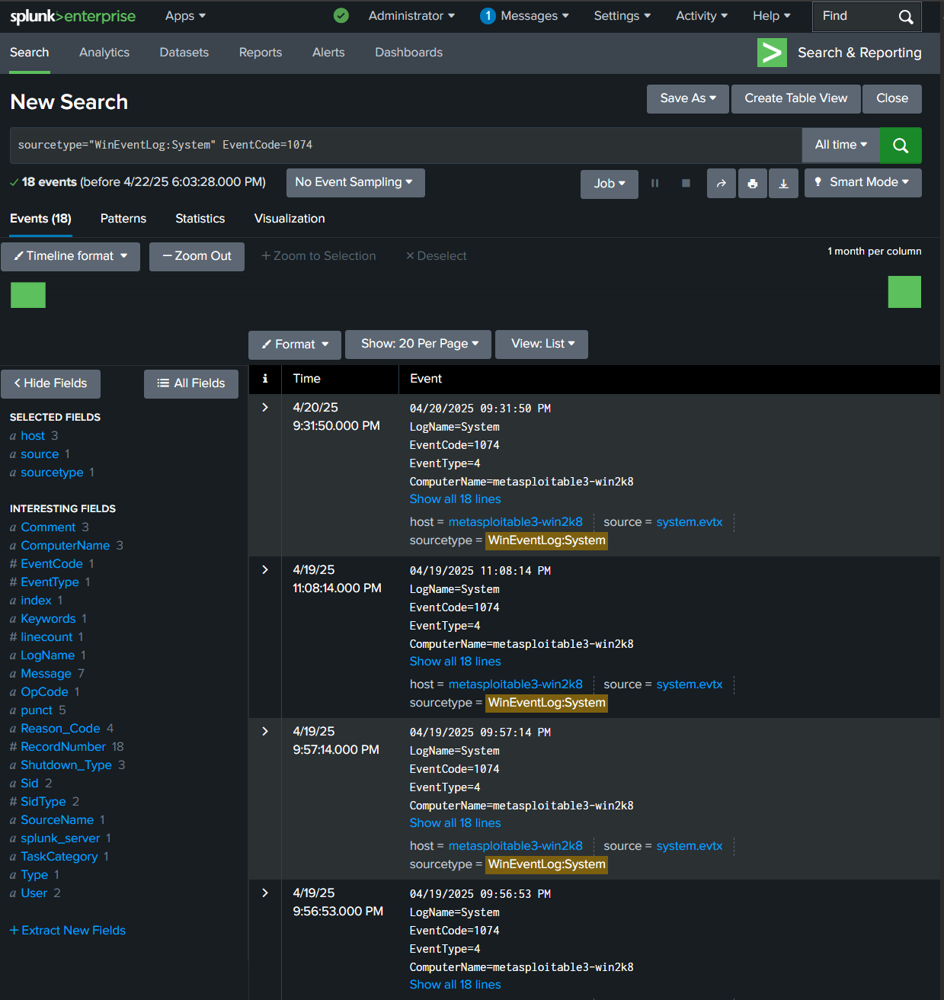 splunk>enterprise Apps Administrator 1 Messages Settings Activity Help Find
Search Analytics Datasets Reports Alerts Dashboards Search & Reporting
New Search Save As Create Table View Close
sourcetype="WinEventLog:System" EventCode=1074 All time
18 events (before 4/22/25 6:03:28.000 PM) No Event Sampling Job Smart Mode
Events (18) Patterns Statistics Visualization
Timeline format — Zoom Out + Zoom to Selection × Deselect 1 month per column
Format Show: 20 Per Page View: List
< Hide Fields All Fields
SELECTED FIELDS
a host 3
a source 1
a sourcetype 1
INTERESTING FIELDS
a Comment 3
a ComputerName 3
# EventCode 1
# EventType 1
a index 1
a Keywords 1
# linecount 1
a LogName 1
a Message 7
a OpCode 1
a punct 5
a Reason_Code 4
# RecordNumber 18
a Shutdown_Type 3
a Sid 2
# SidType 2
a SourceName 1
a splunk_server 1
a TaskCategory 1
a Type 1
a User 2
+ Extract New Fields
i Time Event
> 4/20/25 04/20/2025 09:31:50 PM
9:31:50.000 PM LogName=System
EventCode=1074
EventType=4
ComputerName=metasploitable3-win2k8
Show all 18 lines
host = metasploitable3-win2k8 source = system.evtx
sourcetype = WinEventLog:System
> 4/19/25 04/19/2025 11:08:14 PM
11:08:14.000 PM LogName=System
EventCode=1074
EventType=4
ComputerName=metasploitable3-win2k8
Show all 18 lines
host = metasploitable3-win2k8 source = system.evtx
sourcetype = WinEventLog:System
> 4/19/25 04/19/2025 09:57:14 PM
9:57:14.000 PM LogName=System
EventCode=1074
EventType=4
ComputerName=metasploitable3-win2k8
Show all 18 lines
host = metasploitable3-win2k8 source = system.evtx
sourcetype = WinEventLog:System
> 4/19/25 04/19/2025 09:56:53 PM
9:56:53.000 PM LogName=System
EventCode=1074
EventType=4
ComputerName=metasploitable3-win2k8
Show all 18 lines